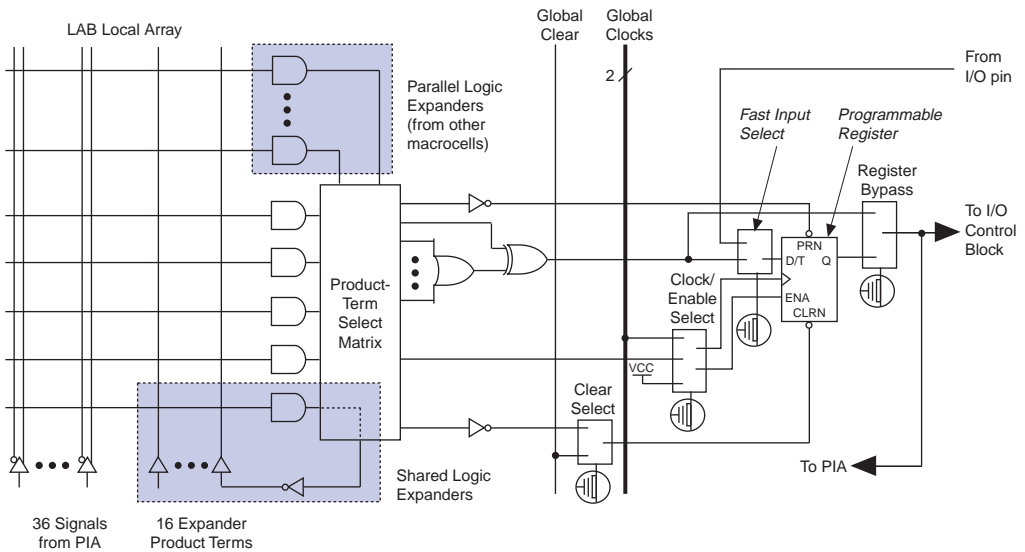 LAB Local Array
Global
Clear
Global
Clocks
2
Parallel Logic
Expanders
(from other
macrocells)
From
I/O pin
Fast Input
Select
Programmable
Register
Register
Bypass
To I/O
Control
Block
PRN
D/T Q
ENA
CLRN
Clock/
Enable
Select
Product-
Term
Select
Matrix
VCC
Clear
Select
To PIA
Shared Logic
Expanders
36 Signals
from PIA
16 Expander
Product Terms